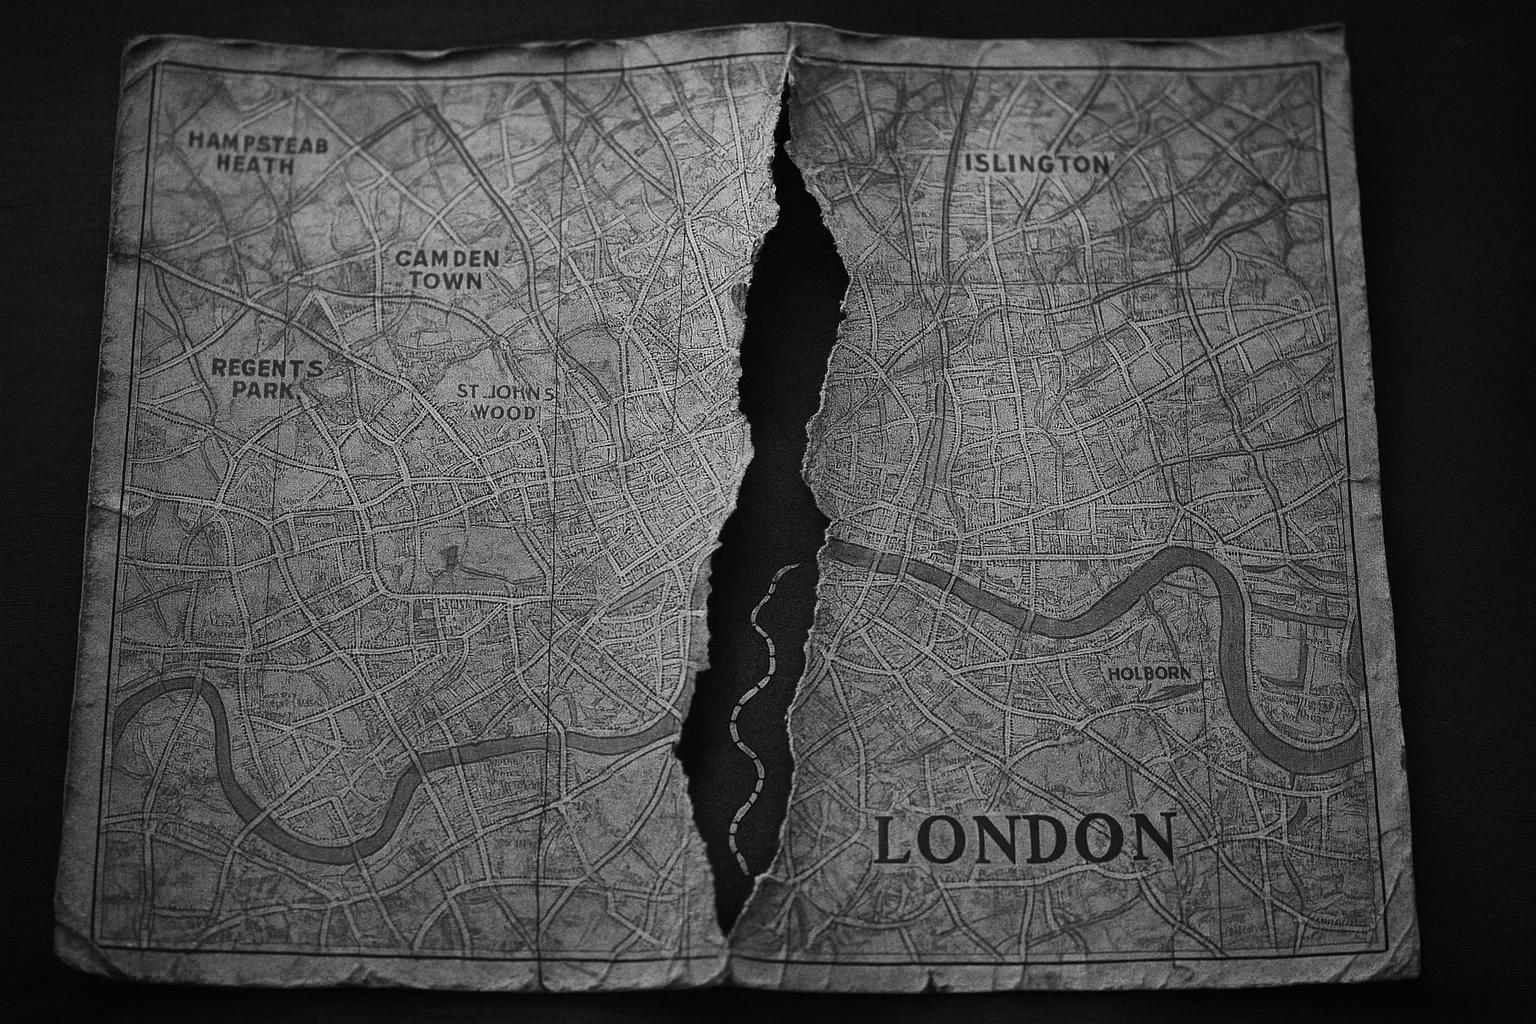 HAMPSTEAB
HEATH
ISLINGTON
CAMDEN
TOWN
REGENTS
PARK.
ST JOHNS
WOOD
HOLBORN
LONDON